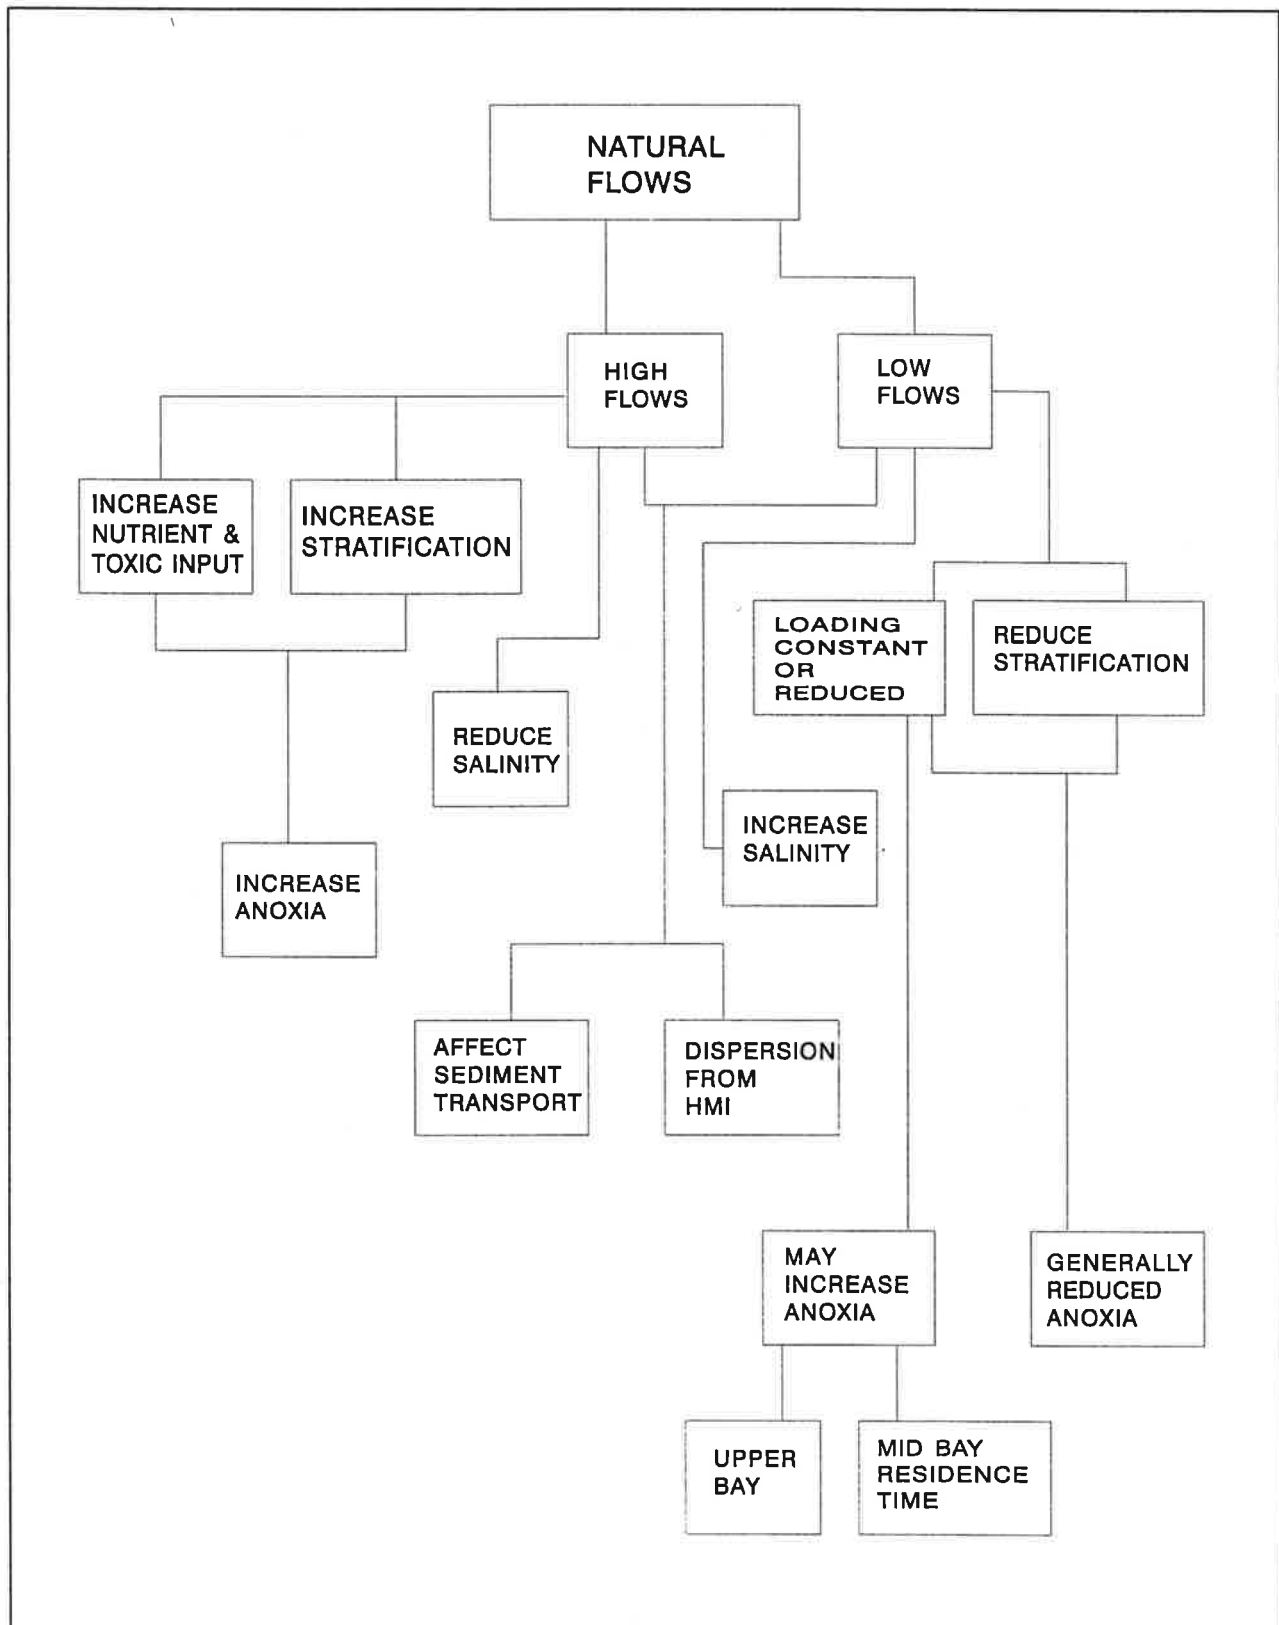 NATURAL
FLOWS
HIGH
FLOWS
LOW
FLOWS
INCREASE
NUTRIENT &
TOXIC INPUT
INCREASE
STRATIFICATION
LOADING
CONSTANT
OR
REDUCED
REDUCE
STRATIFICATION
REDUCE
SALINITY
INCREASE
SALINITY
INCREASE
ANOXIA
AFFECT
SEDIMENT
TRANSPORT
DISPERSION
FROM
HMI
MAY
INCREASE
ANOXIA
GENERALLY
REDUCED
ANOXIA
UPPER
BAY
MID BAY
RESIDENCE
TIME